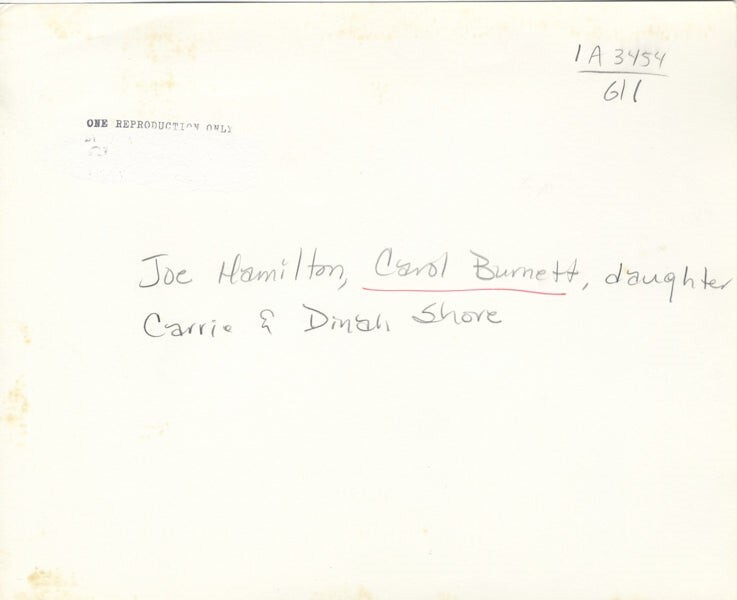 1A 3454
611
ONE REPRODUCTION ONLY
Joe Hamilton, Carol Burnett, daughter
Carrie & Dinah Shore